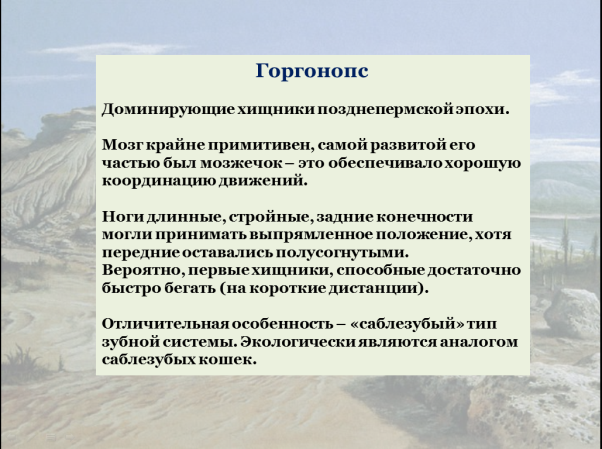 Горгонопс
Доминирующие хищники позднепермской эпохи.
Мозг крайне примитивен, самой развитой его
частью был мозжечок – это обеспечивало хорошую
координацию движений.
Ноги длинные, стройные, задние конечности
могли принимать выпрямленное положение, хотя
передние оставались полусогнутыми.
Вероятно, первые хищники, способные достаточно
быстро бегать (на короткие дистанции).
Отличительная особенность – «саблезубый» тип
зубной системы. Экологически являются аналогом
саблезубых кошек.